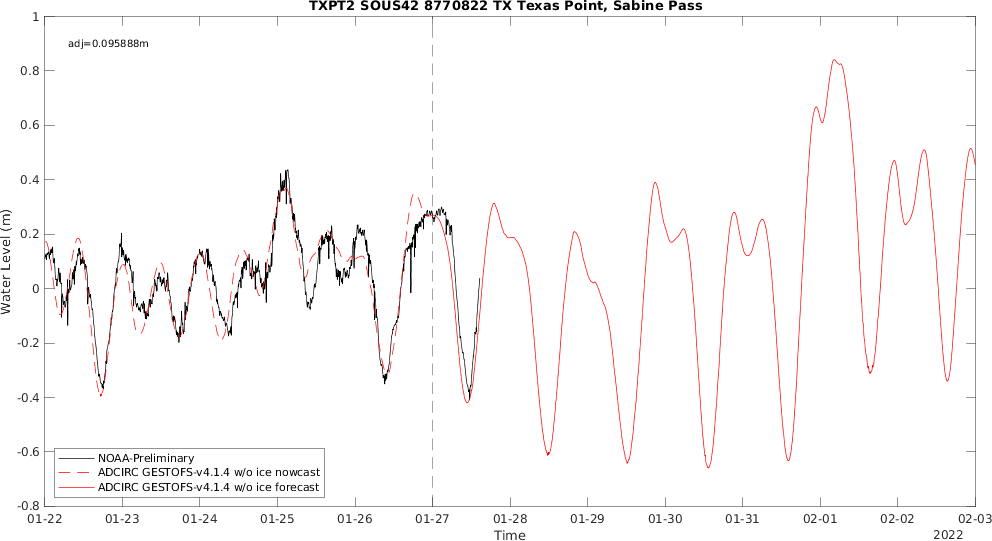 TXPT2 SOUS42 8770822 TX Texas Point, Sabine Pass
adj=0.095888m
1
0.8
0.6
0.4
0.2
0
-0.2
-0.4
-0.6
-0.8
Water Level (m)
NOAA-Preliminary
ADCIRC GESTOFS-v4.1.4 w/o ice nowcast
ADCIRC GESTOFS-v4.1.4 w/o ice forecast
01-22 01-23 01-24 01-25 01-26 01-27 01-28 01-29 01-30 01-31 02-01 02-02 02-03
Time
2022